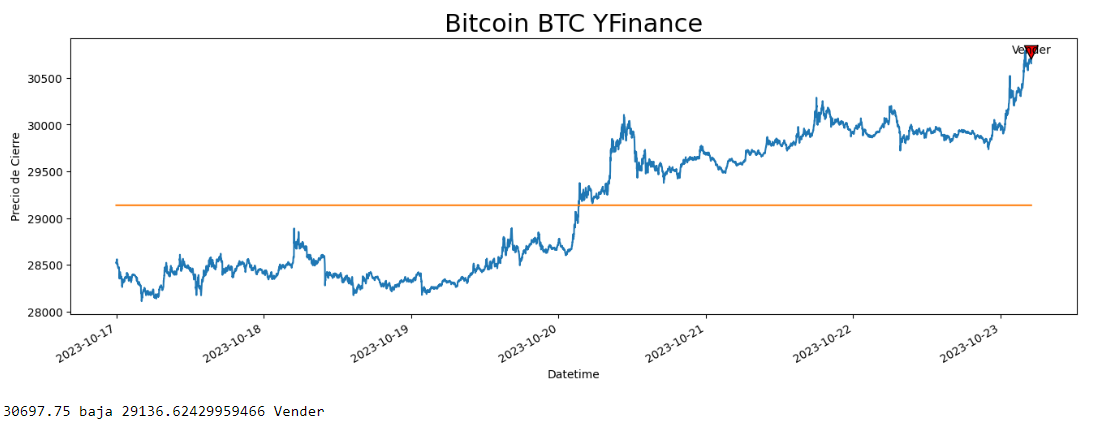 Bitcoin BTC YFinance
Vender
30500
30000
29500
29000
28500
28000
Precio de Cierre
2023-10-17
2023-10-18
2023-10-19
2023-10-20
2023-10-21
2023-10-22
2023-10-23
Datetime
30697.75 baja 29136.62429959466 Vender